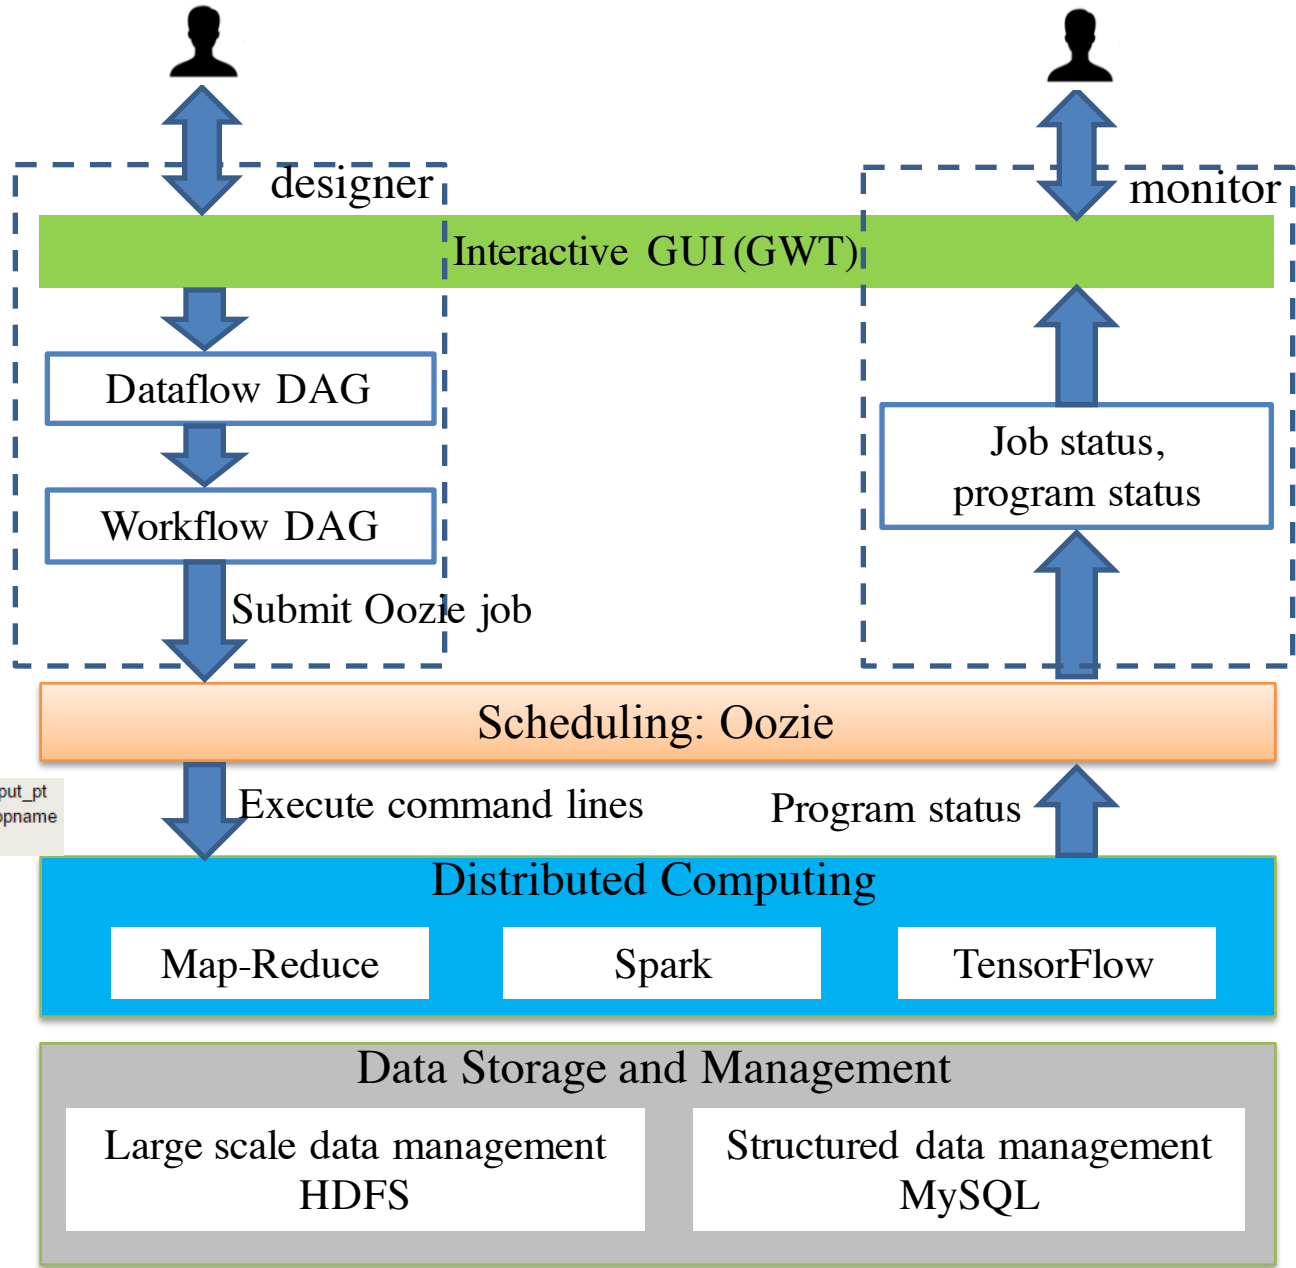 designer
monitor
Interactive GUI (GWT)
Dataflow DAG
Workflow DAG
Job status,
program status
Submit Oozie job
Scheduling: Oozie
put_pt
opname
Execute command lines
Program status
Distributed Computing
Map-Reduce
Spark
TensorFlow
Data Storage and Management
Large scale data management
HDFS
Structured data management
MySQL